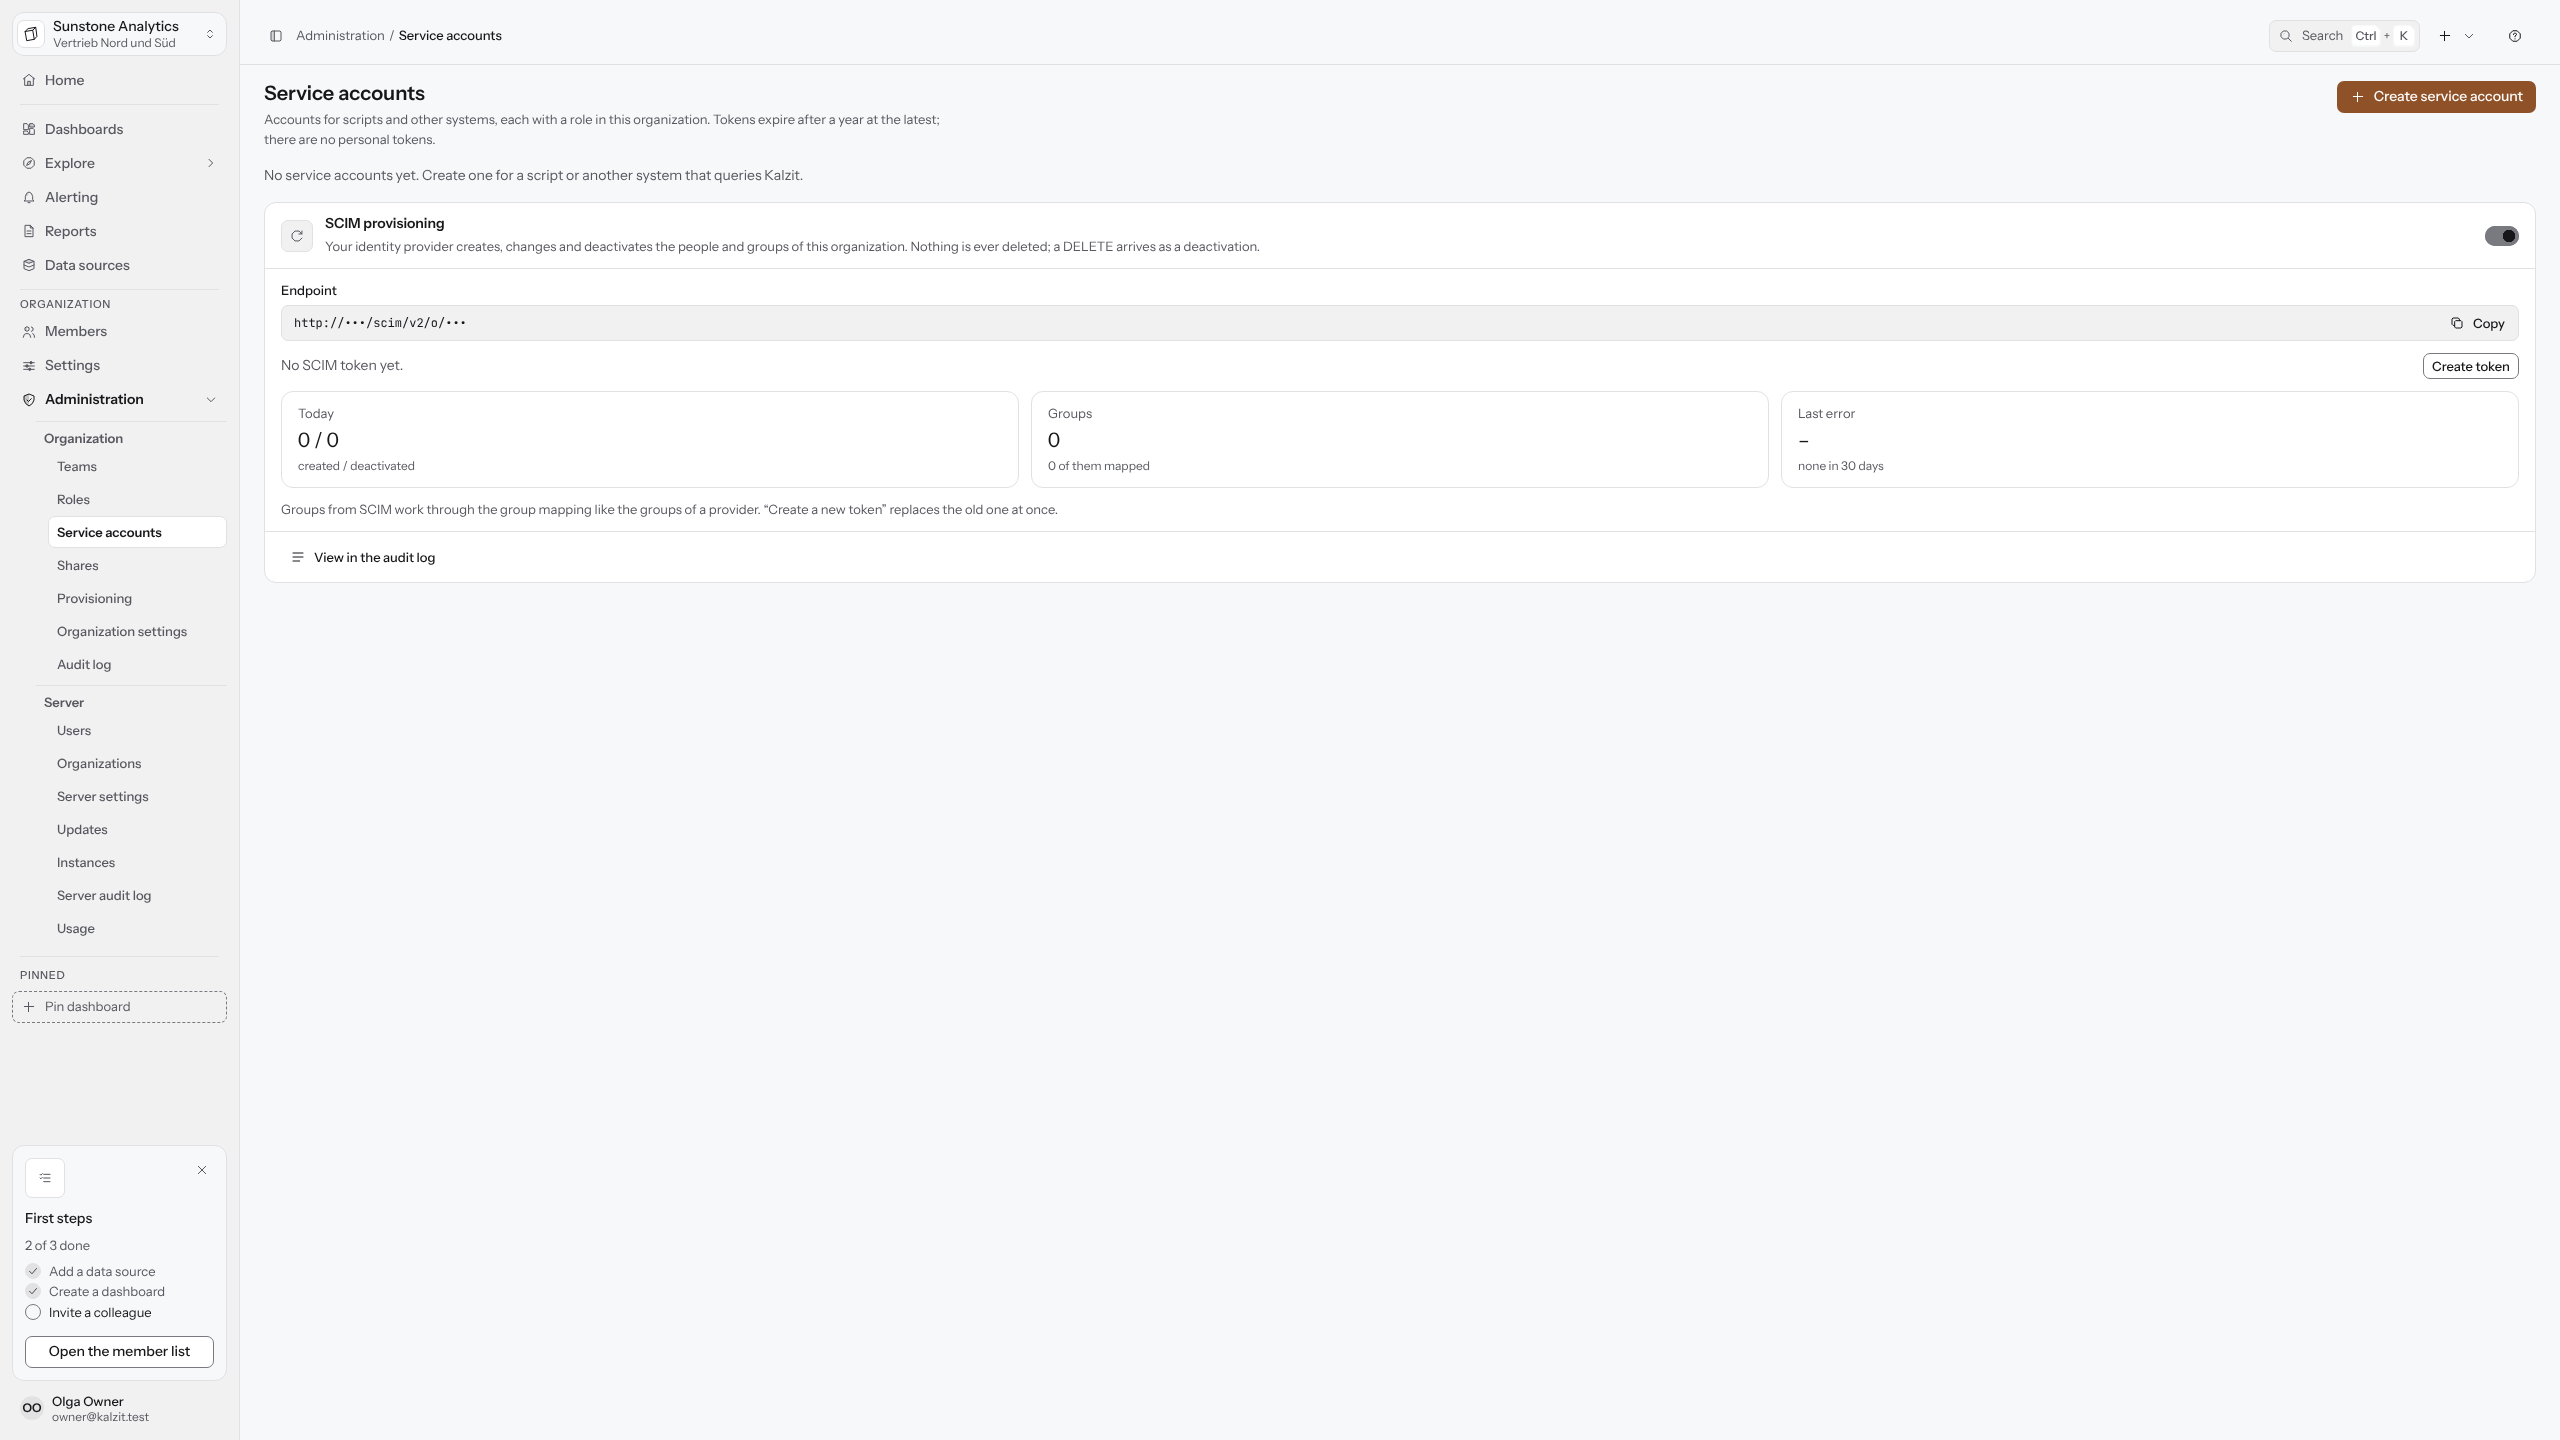 Sunstone Analytics
Vertrieb Nord und Süd
Home
Dashboards
Explore
Alerting
Reports
Data sources
ORGANIZATION
Members
Settings
Administration
Organization
Teams
Roles
Service accounts
Shares
Provisioning
Organization settings
Audit log
Server
Users
Organizations
Server settings
Updates
Instances
Server audit log
Usage
PINNED
Pin dashboard
First steps
2 of 3 done
Add a data source
Create a dashboard
Invite a colleague
Open the member list
OO
Olga Owner
owner@kalzit.test
Administration / Service accounts
Search Ctrl + K
Service accounts
Create service account
Accounts for scripts and other systems, each with a role in this organization. Tokens expire after a year at the latest;
there are no personal tokens.
No service accounts yet. Create one for a script or another system that queries Kalzit.
SCIM provisioning
Your identity provider creates, changes and deactivates the people and groups of this organization. Nothing is ever deleted; a DELETE arrives as a deactivation.
Endpoint
http://•••/scim/v2/o/•••
Copy
No SCIM token yet.
Create token
Today
0 / 0
created / deactivated
Groups
0
0 of them mapped
Last error
–
none in 30 days
Groups from SCIM work through the group mapping like the groups of a provider. “Create a new token” replaces the old one at once.
View in the audit log